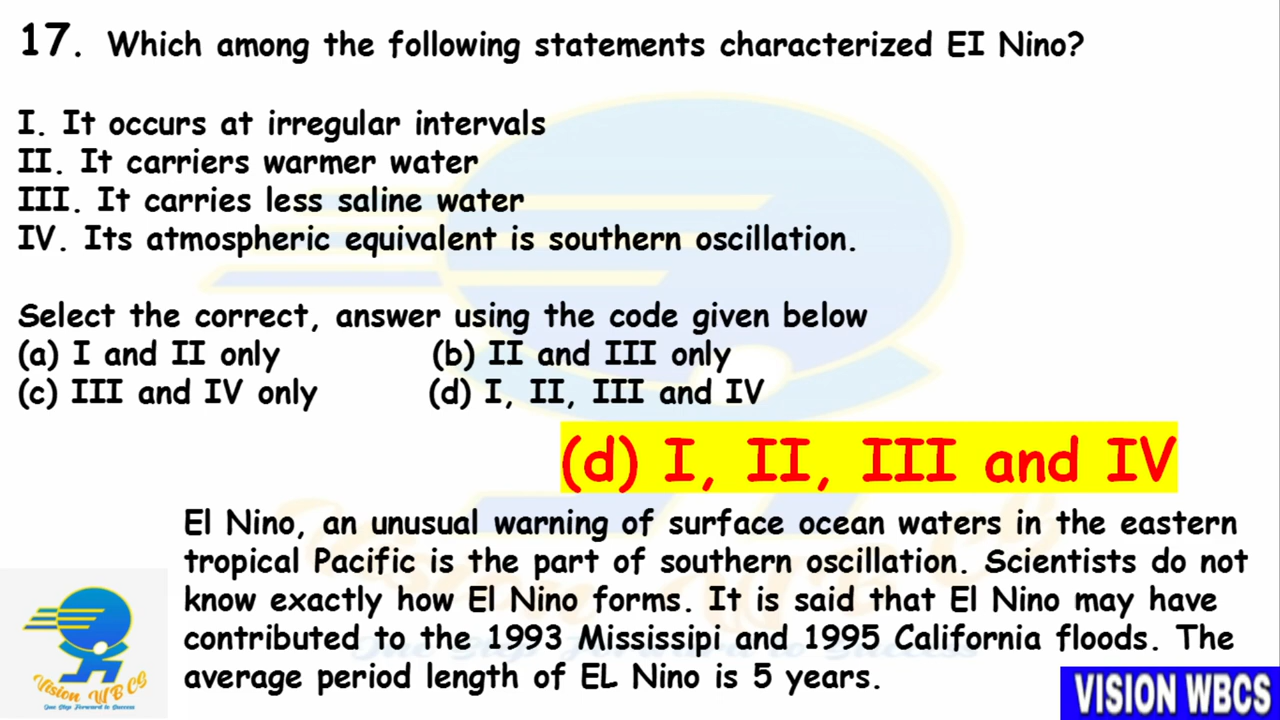 17. Which among the following statements characterized EI Nino?
I. It occurs at irregular intervals
II. It carriers warmer water
III. It carries less saline water
IV. Its atmospheric equivalent is southern oscillation.
Select the correct, answer using the code given below
(a) I and II only (b) II and III only
(c) III and IV only (d) I, II, III and IV
(d) I, II, III and IV
El Nino, an unusual warning of surface ocean waters in the eastern
tropical Pacific is the part of southern oscillation. Scientists do not
know exactly how El Nino forms. It is said that El Nino may have
contributed to the 1993 Mississipi and 1995 California floods. The
average period length of EL Nino is 5 years.
Vision WBCS
One Step Forward to Success
VISION WBCS